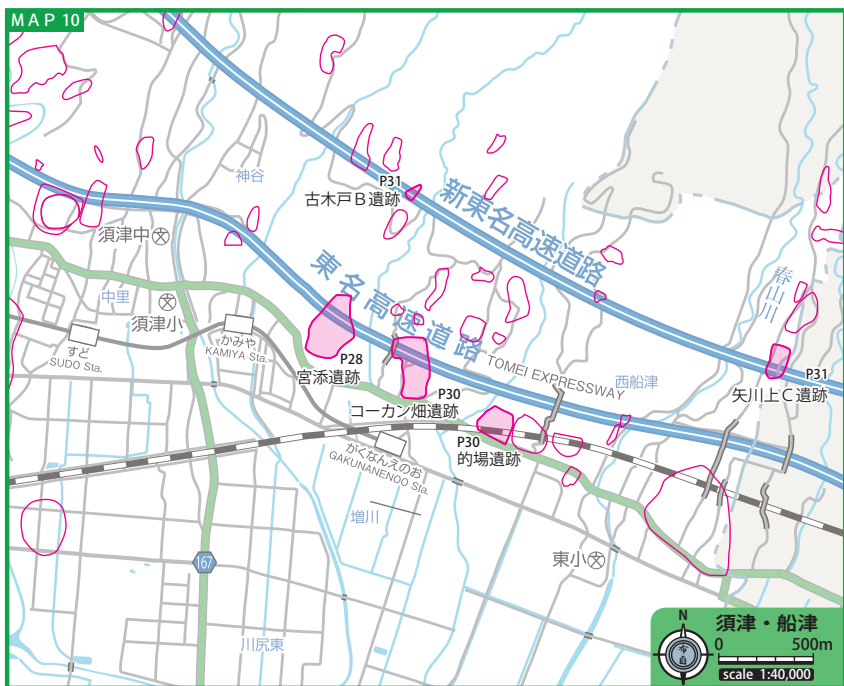 MAP 10
神谷
P31
古木戸B遺跡
新東名高速道路
須津中
中里
須津小
東名高速道路
春山川
かみや
KAMIYA Sta.
すど
SUDO Sta.
P28
宮添遺跡
TOMEI EXPRESSWAY
西船津
P31
矢川上C遺跡
P30
コーカン畑遺跡
P30
的場遺跡
がくなんえのお
GAKUNANENOO Sta.
増川
167
東小
川尻東
N
須津・船津
0 500m
scale 1:40,000